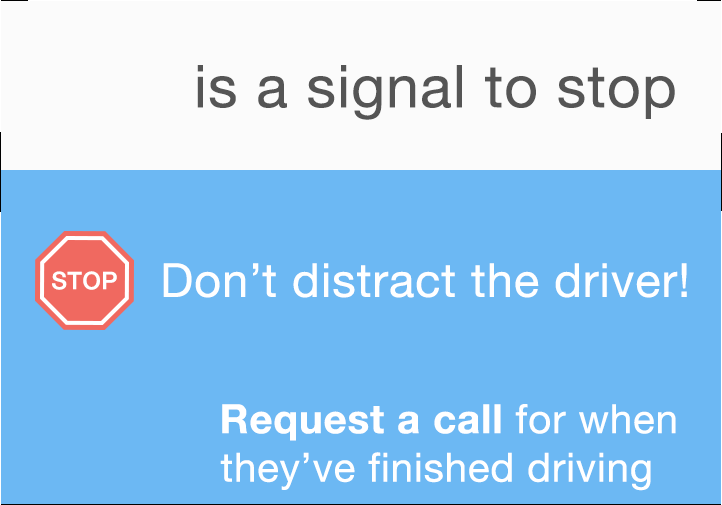 is a signal to stop
STOP
Don’t distract the driver!
Request a call for when
they’ve finished driving